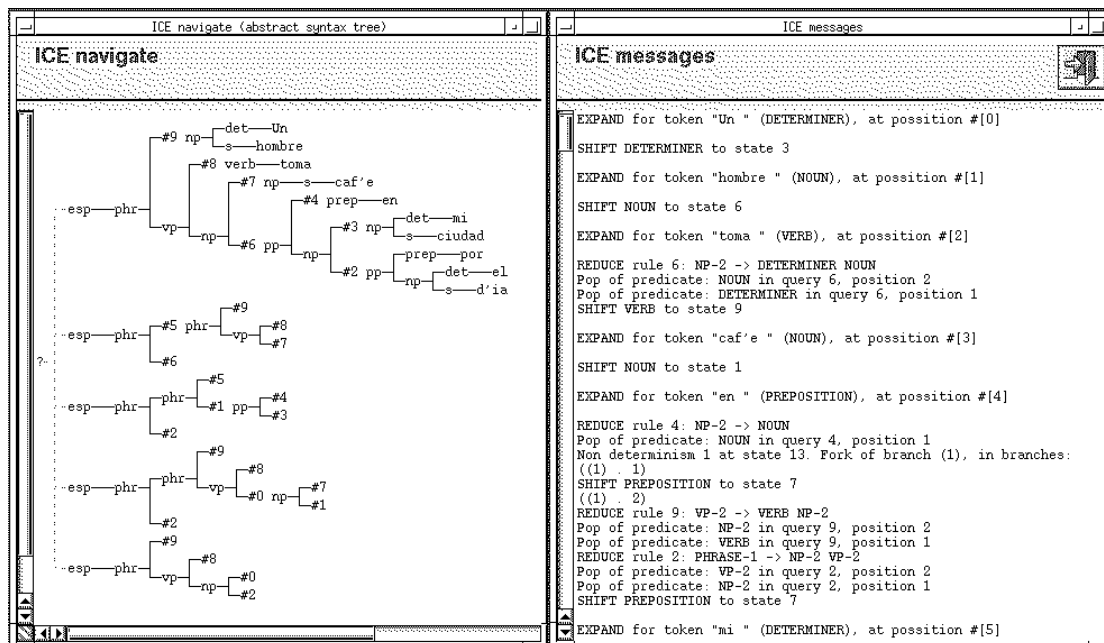 ICE navigate (abstract syntax tree)
ICE navigate
#9 np det Un
s hombre
#8 verb toma
#7 np s caf'e
#4 prep en
det mi
esp phr
#3 np
vp
s ciudad
np
#6 pp
prep por
np
#2 pp
det el
np
s d'ia
#9
#5 phr
#8
esp phr
vp
#7
?
#6
#5
phr
#4
esp phr
#1 pp
#3
#2
#9
phr
#8
esp phr
vp
#7
#0 np
#1
#2
#9
#8
esp phr
vp
#0
np
#2
ICE messages
ICE messages
EXPAND for token "Un " (DETERMINER), at possition #[0]
SHIFT DETERMINER to state 3
EXPAND for token "hombre " (NOUN), at possition #[1]
SHIFT NOUN to state 6
EXPAND for token "toma " (VERB), at possition #[2]
REDUCE rule 6: NP-2 -> DETERMINER NOUN
Pop of predicate: NOUN in query 6, position 2
Pop of predicate: DETERMINER in query 6, position 1
SHIFT VERB to state 9
EXPAND for token "caf'e " (NOUN), at possition #[3]
SHIFT NOUN to state 1
EXPAND for token "en " (PREPOSITION), at possition #[4]
REDUCE rule 4: NP-2 -> NOUN
Pop of predicate: NOUN in query 4, position 1
Non determinism 1 at state 13. Fork of branch (1), in branches:
((1) . 1)
SHIFT PREPOSITION to state 7
((1) . 2)
REDUCE rule 9: VP-2 -> VERB NP-2
Pop of predicate: NP-2 in query 9, position 2
Pop of predicate: VERB in query 9, position 1
REDUCE rule 2: PHRASE-1 -> NP-2 VP-2
Pop of predicate: VP-2 in query 2, position 2
Pop of predicate: NP-2 in query 2, position 1
SHIFT PREPOSITION to state 7
EXPAND for token "mi " (DETERMINER), at possition #[5]